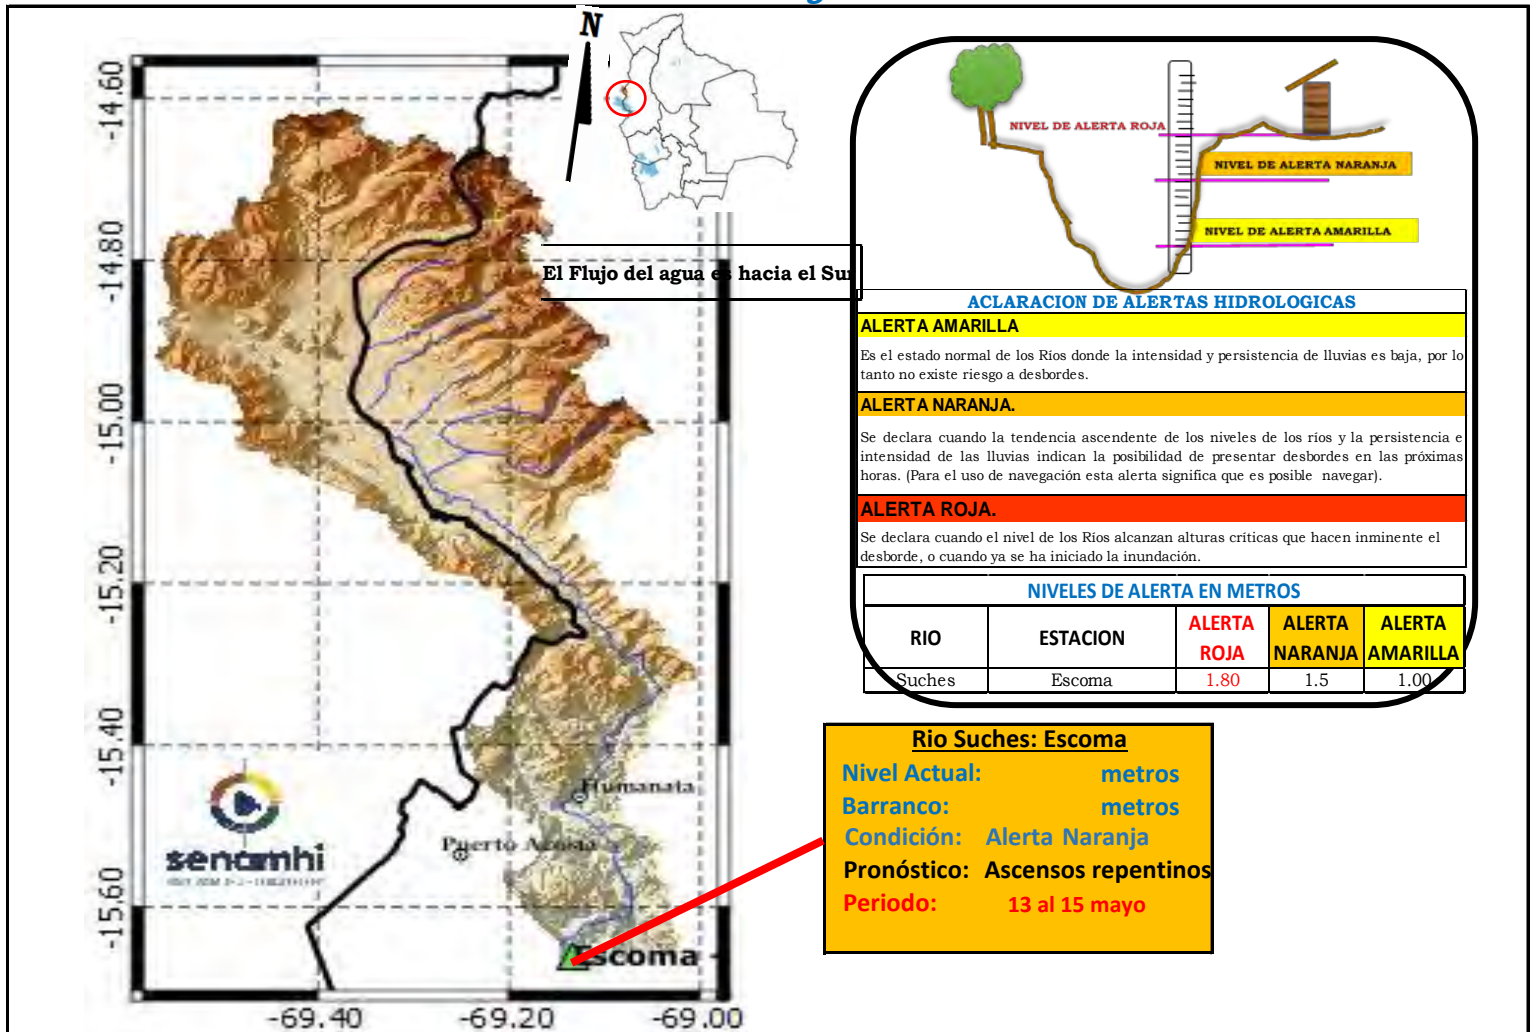 N
-14.60
-14.80
-15.00
-15.20
-15.40
-15.60
-69.40
-69.20
-69.00
El Flujo del agua es hacia el Sur
Humanata
Puerto Acosta
Escoma
senamhi
NIVEL DE ALERTA ROJA
NIVEL DE ALERTA NARANJA
NIVEL DE ALERTA AMARILLA
ACLARACION DE ALERTAS HIDROLOGICAS
ALERTA AMARILLA
Es el estado normal de los Ríos donde la intensidad y persistencia de lluvias es baja, por lo
tanto no existe riesgo a desbordes.
ALERTA NARANJA.
Se declara cuando la tendencia ascendente de los niveles de los ríos y la persistencia e
intensidad de las lluvias indican la posibilidad de presentar desbordes en las próximas
horas. (Para el uso de navegación esta alerta significa que es posible navegar).
ALERTA ROJA.
Se declara cuando el nivel de los Ríos alcanzan alturas críticas que hacen inminente el
desborde, o cuando ya se ha iniciado la inundación.
NIVELES DE ALERTA EN METROS
RIO ESTACION ALERTA ROJA ALERTA NARANJA ALERTA AMARILLA
Suches Escoma 1.80 1.5 1.00
Rio Suches: Escoma
Nivel Actual: metros
Barranco: metros
Condición: Alerta Naranja
Pronóstico: Ascensos repentinos
Periodo: 13 al 15 mayo